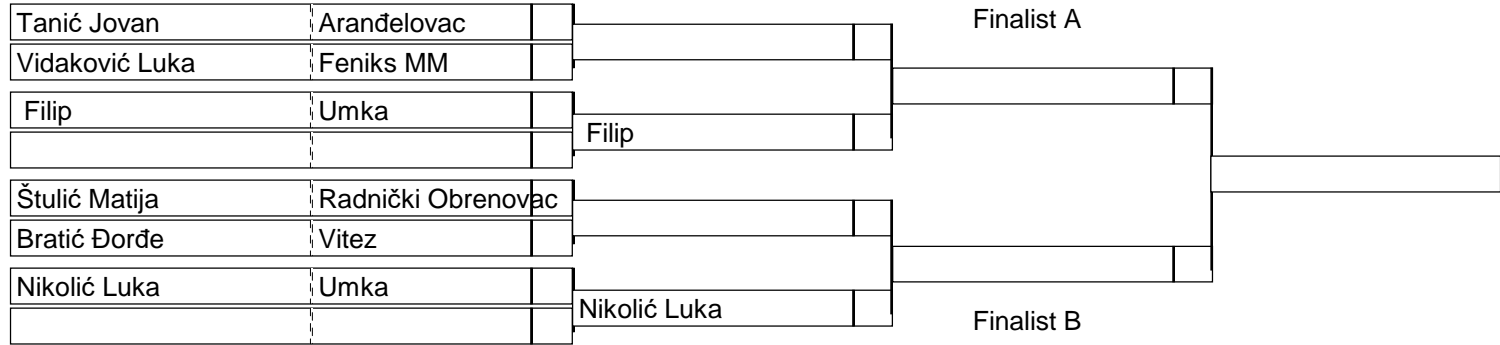 Tanić Jovan Aranđelovac
Finalist A
Vidaković Luka Feniks MM
Filip Umka
Filip
Štulić Matija Radnički Obrenovac
Bratić Đorđe Vitez
Nikolić Luka Umka
Nikolić Luka
Finalist B